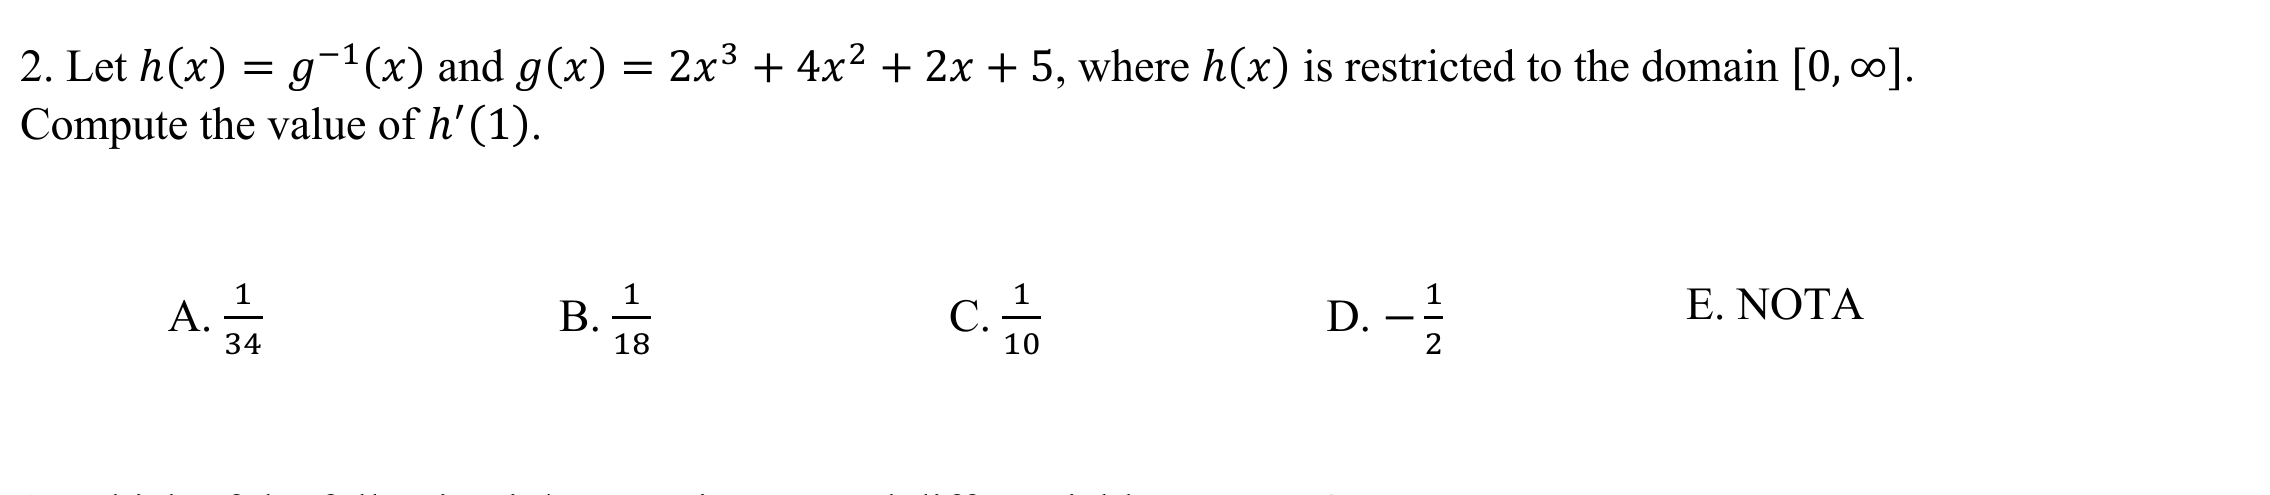 2. Let h(x) = g⁻¹(x) and g(x) = 2x³ + 4x² + 2x + 5, where h(x) is restricted to the domain [0, ∞].
Compute the value of h′(1).
A. 1/34 B. 1/18 C. 1/10 D. −1/2 E. NOTA